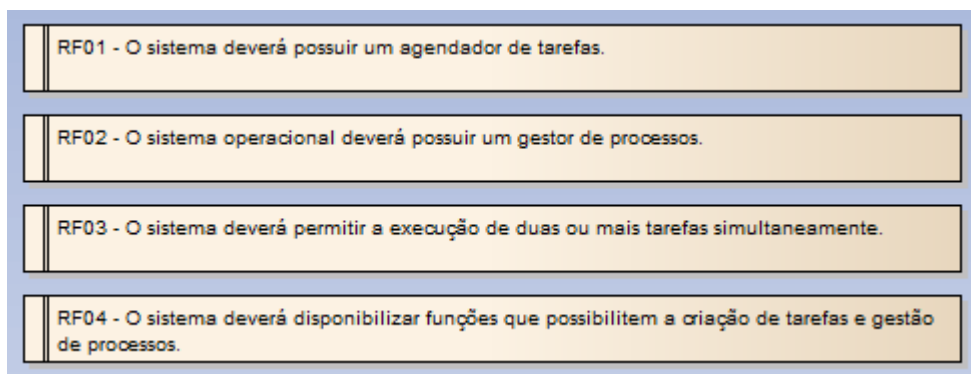 RF01 - O sistema deverá possuir um agendador de tarefas.
RF02 - O sistema operacional deverá possuir um gestor de processos.
RF03 - O sistema deverá permitir a execução de duas ou mais tarefas simultaneamente.
RF04 - O sistema deverá disponibilizar funções que possibilitem a criação de tarefas e gestão
de processos.